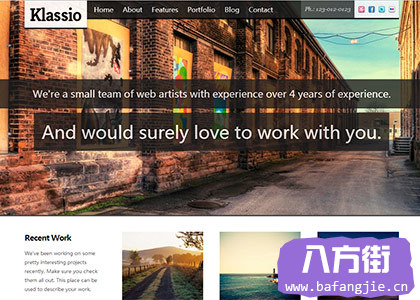 Klassio
Home About Features Portfolio Blog Contact
Ph.: 123-012-0123
We're a small team of web artists with experience over 4 years of experience.
And would surely love to work with you.
Recent Work
We've been working on some
pretty interesting projects
recently. Make sure you check
them all out. This place can be
used to describe your work.
八方街
www.bafangjie.cn